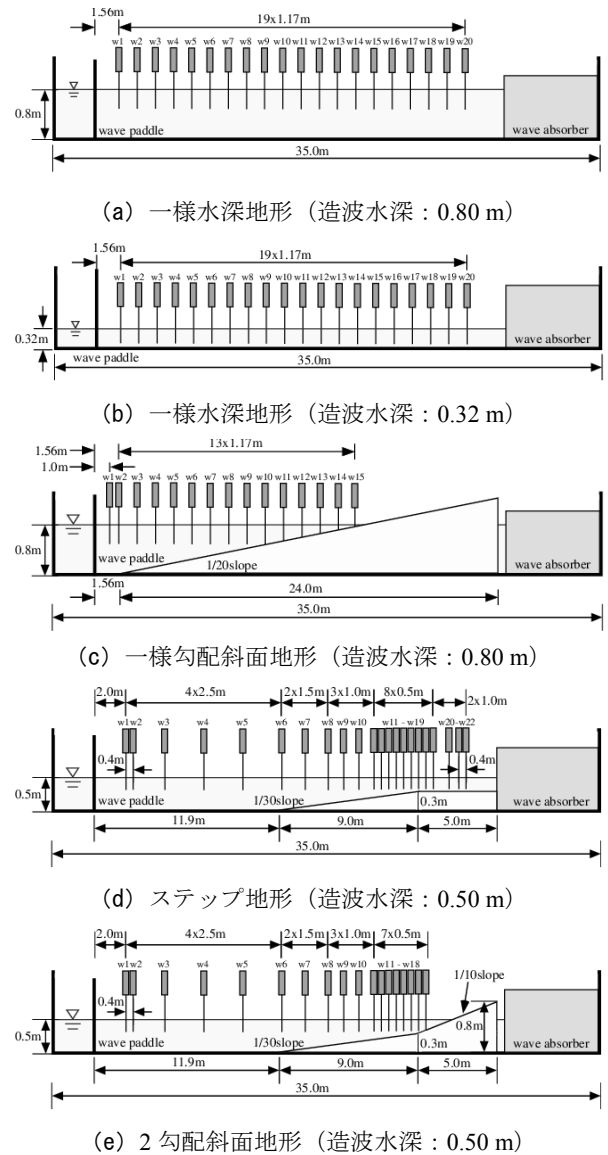 1.56m
19x1.17m
w1 w2 w3 w4 w5 w6 w7 w8 w9 w10 w11 w12 w13 w14 w15 w16 w17 w18 w19 w20
0.8m
wave paddle
wave absorber
35.0m
(a) 一様水深地形（造波水深：0.80 m）
1.56m
19x1.17m
w1 w2 w3 w4 w5 w6 w7 w8 w9 w10 w11 w12 w13 w14 w15 w16 w17 w18 w19 w20
0.32m
wave paddle
wave absorber
35.0m
(b) 一様水深地形（造波水深：0.32 m）
1.56m
13x1.17m
1.0m
w1 w2 w3 w4 w5 w6 w7 w8 w9 w10 w11 w12 w13 w14 w15
0.8m
wave paddle
1/20slope
wave absorber
1.56m
24.0m
35.0m
(c) 一様勾配斜面地形（造波水深：0.80 m）
2.0m 4x2.5m 2x1.5m 3x1.0m 8x0.5m
2x1.0m
w1 w2 w3 w4 w5 w6 w7 w8 w9 w10 w11 - w19 w20-w22
0.4m 0.4m
0.5m
wave paddle 1/30slope 0.3m wave absorber
11.9m 9.0m 5.0m
35.0m
(d) ステップ地形（造波水深：0.50 m）
2.0m 4x2.5m 2x1.5m 3x1.0m 7x0.5m
w1 w2 w3 w4 w5 w6 w7 w8 w9 w10 w11 - w18
1/10slope
0.4m
0.5m
0.8m
wave paddle 1/30slope 0.3m wave absorber
11.9m 9.0m 5.0m
35.0m
(e) 2 勾配斜面地形（造波水深：0.50 m）